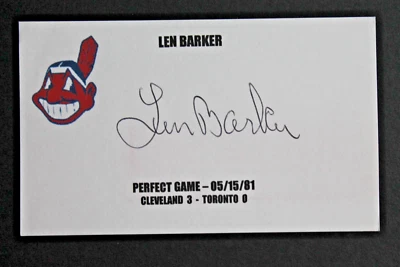 LEN BARKER
Len Barker
PERFECT GAME – 05/15/81
CLEVELAND 3 - TORONTO 0